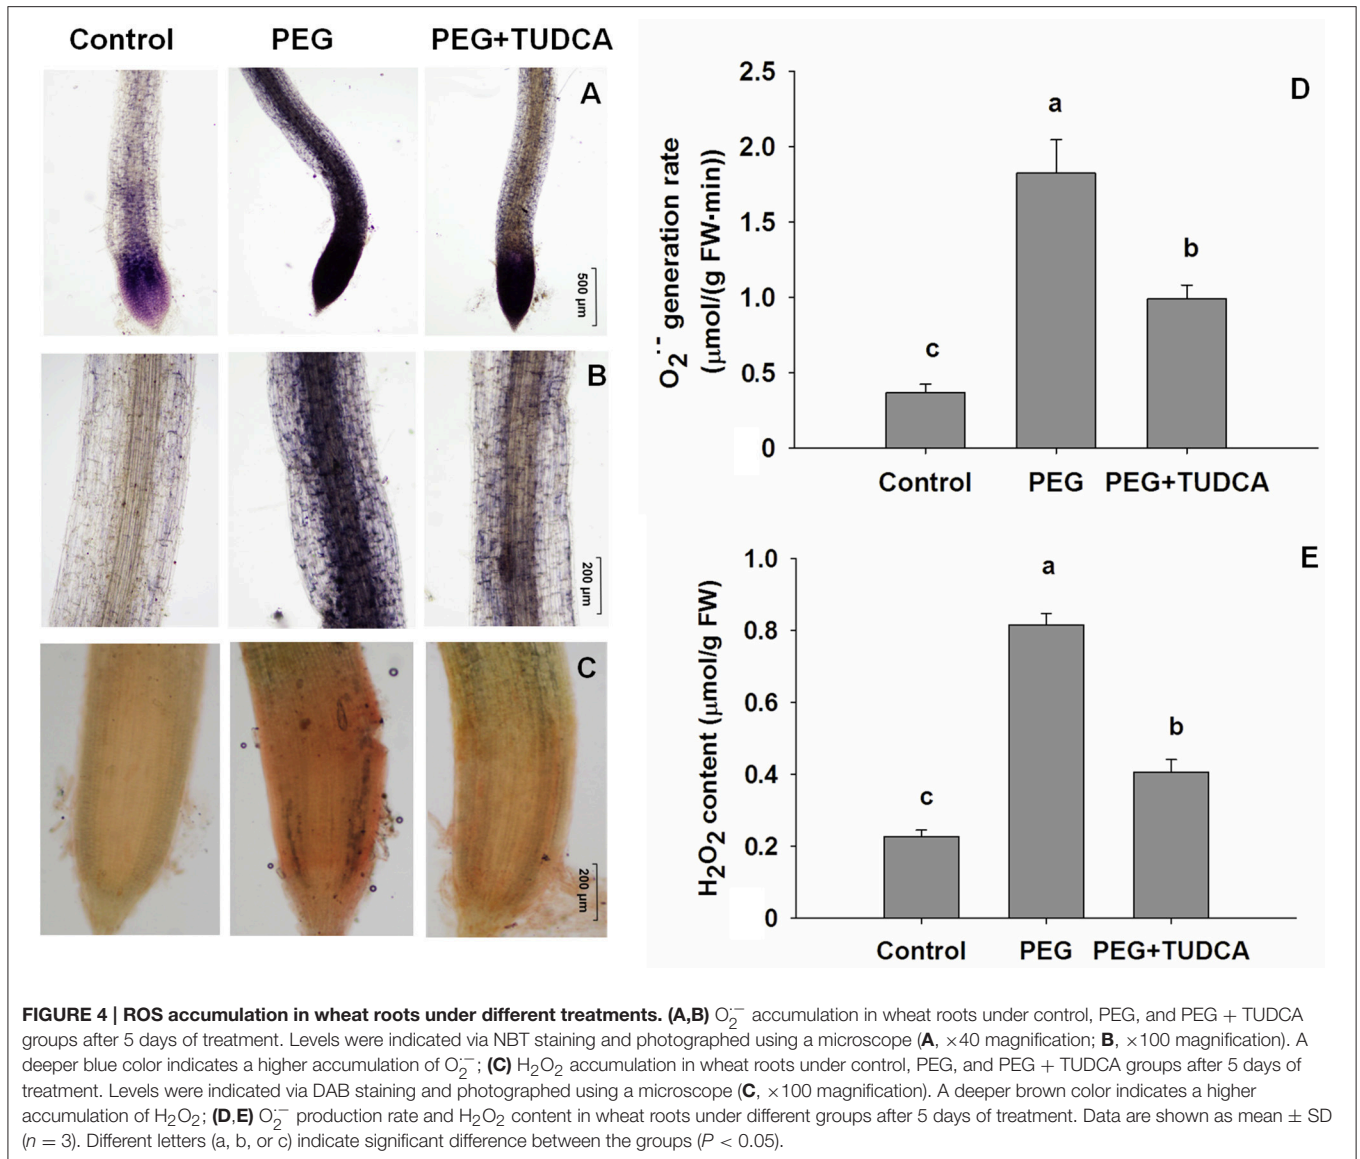 Control PEG PEG+TUDCA
A
500 µm
B
200 µm
C
200 µm
D
2.5
2.0
1.5
1.0
0.5
0
O₂·⁻ generation rate
(µmol/(g FW·min))
a
b
c
Control PEG PEG+TUDCA
E
1.0
0.8
0.6
0.4
0.2
0
H₂O₂ content (µmol/g FW)
a
b
c
Control PEG PEG+TUDCA
FIGURE 4 | ROS accumulation in wheat roots under different treatments. (A,B) O₂·⁻ accumulation in wheat roots under control, PEG, and PEG + TUDCA
groups after 5 days of treatment. Levels were indicated via NBT staining and photographed using a microscope (A, ×40 magnification; B, ×100 magnification). A
deeper blue color indicates a higher accumulation of O₂·⁻; (C) H₂O₂ accumulation in wheat roots under control, PEG, and PEG + TUDCA groups after 5 days of
treatment. Levels were indicated via DAB staining and photographed using a microscope (C, ×100 magnification). A deeper brown color indicates a higher
accumulation of H₂O₂; (D,E) O₂·⁻ production rate and H₂O₂ content in wheat roots under different groups after 5 days of treatment. Data are shown as mean ± SD
(n = 3). Different letters (a, b, or c) indicate significant difference between the groups (P < 0.05).